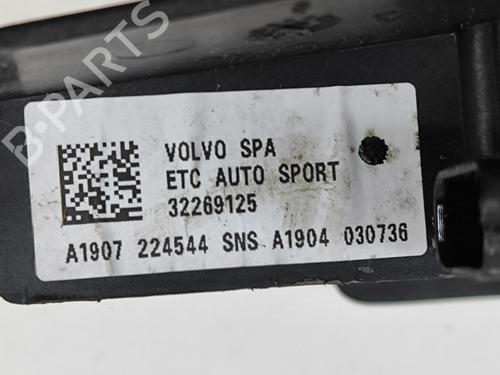 B-PARTS
VOLVO SPA
ETC AUTO SPORT
32269125
A1907 224544 SNS A1904 030736